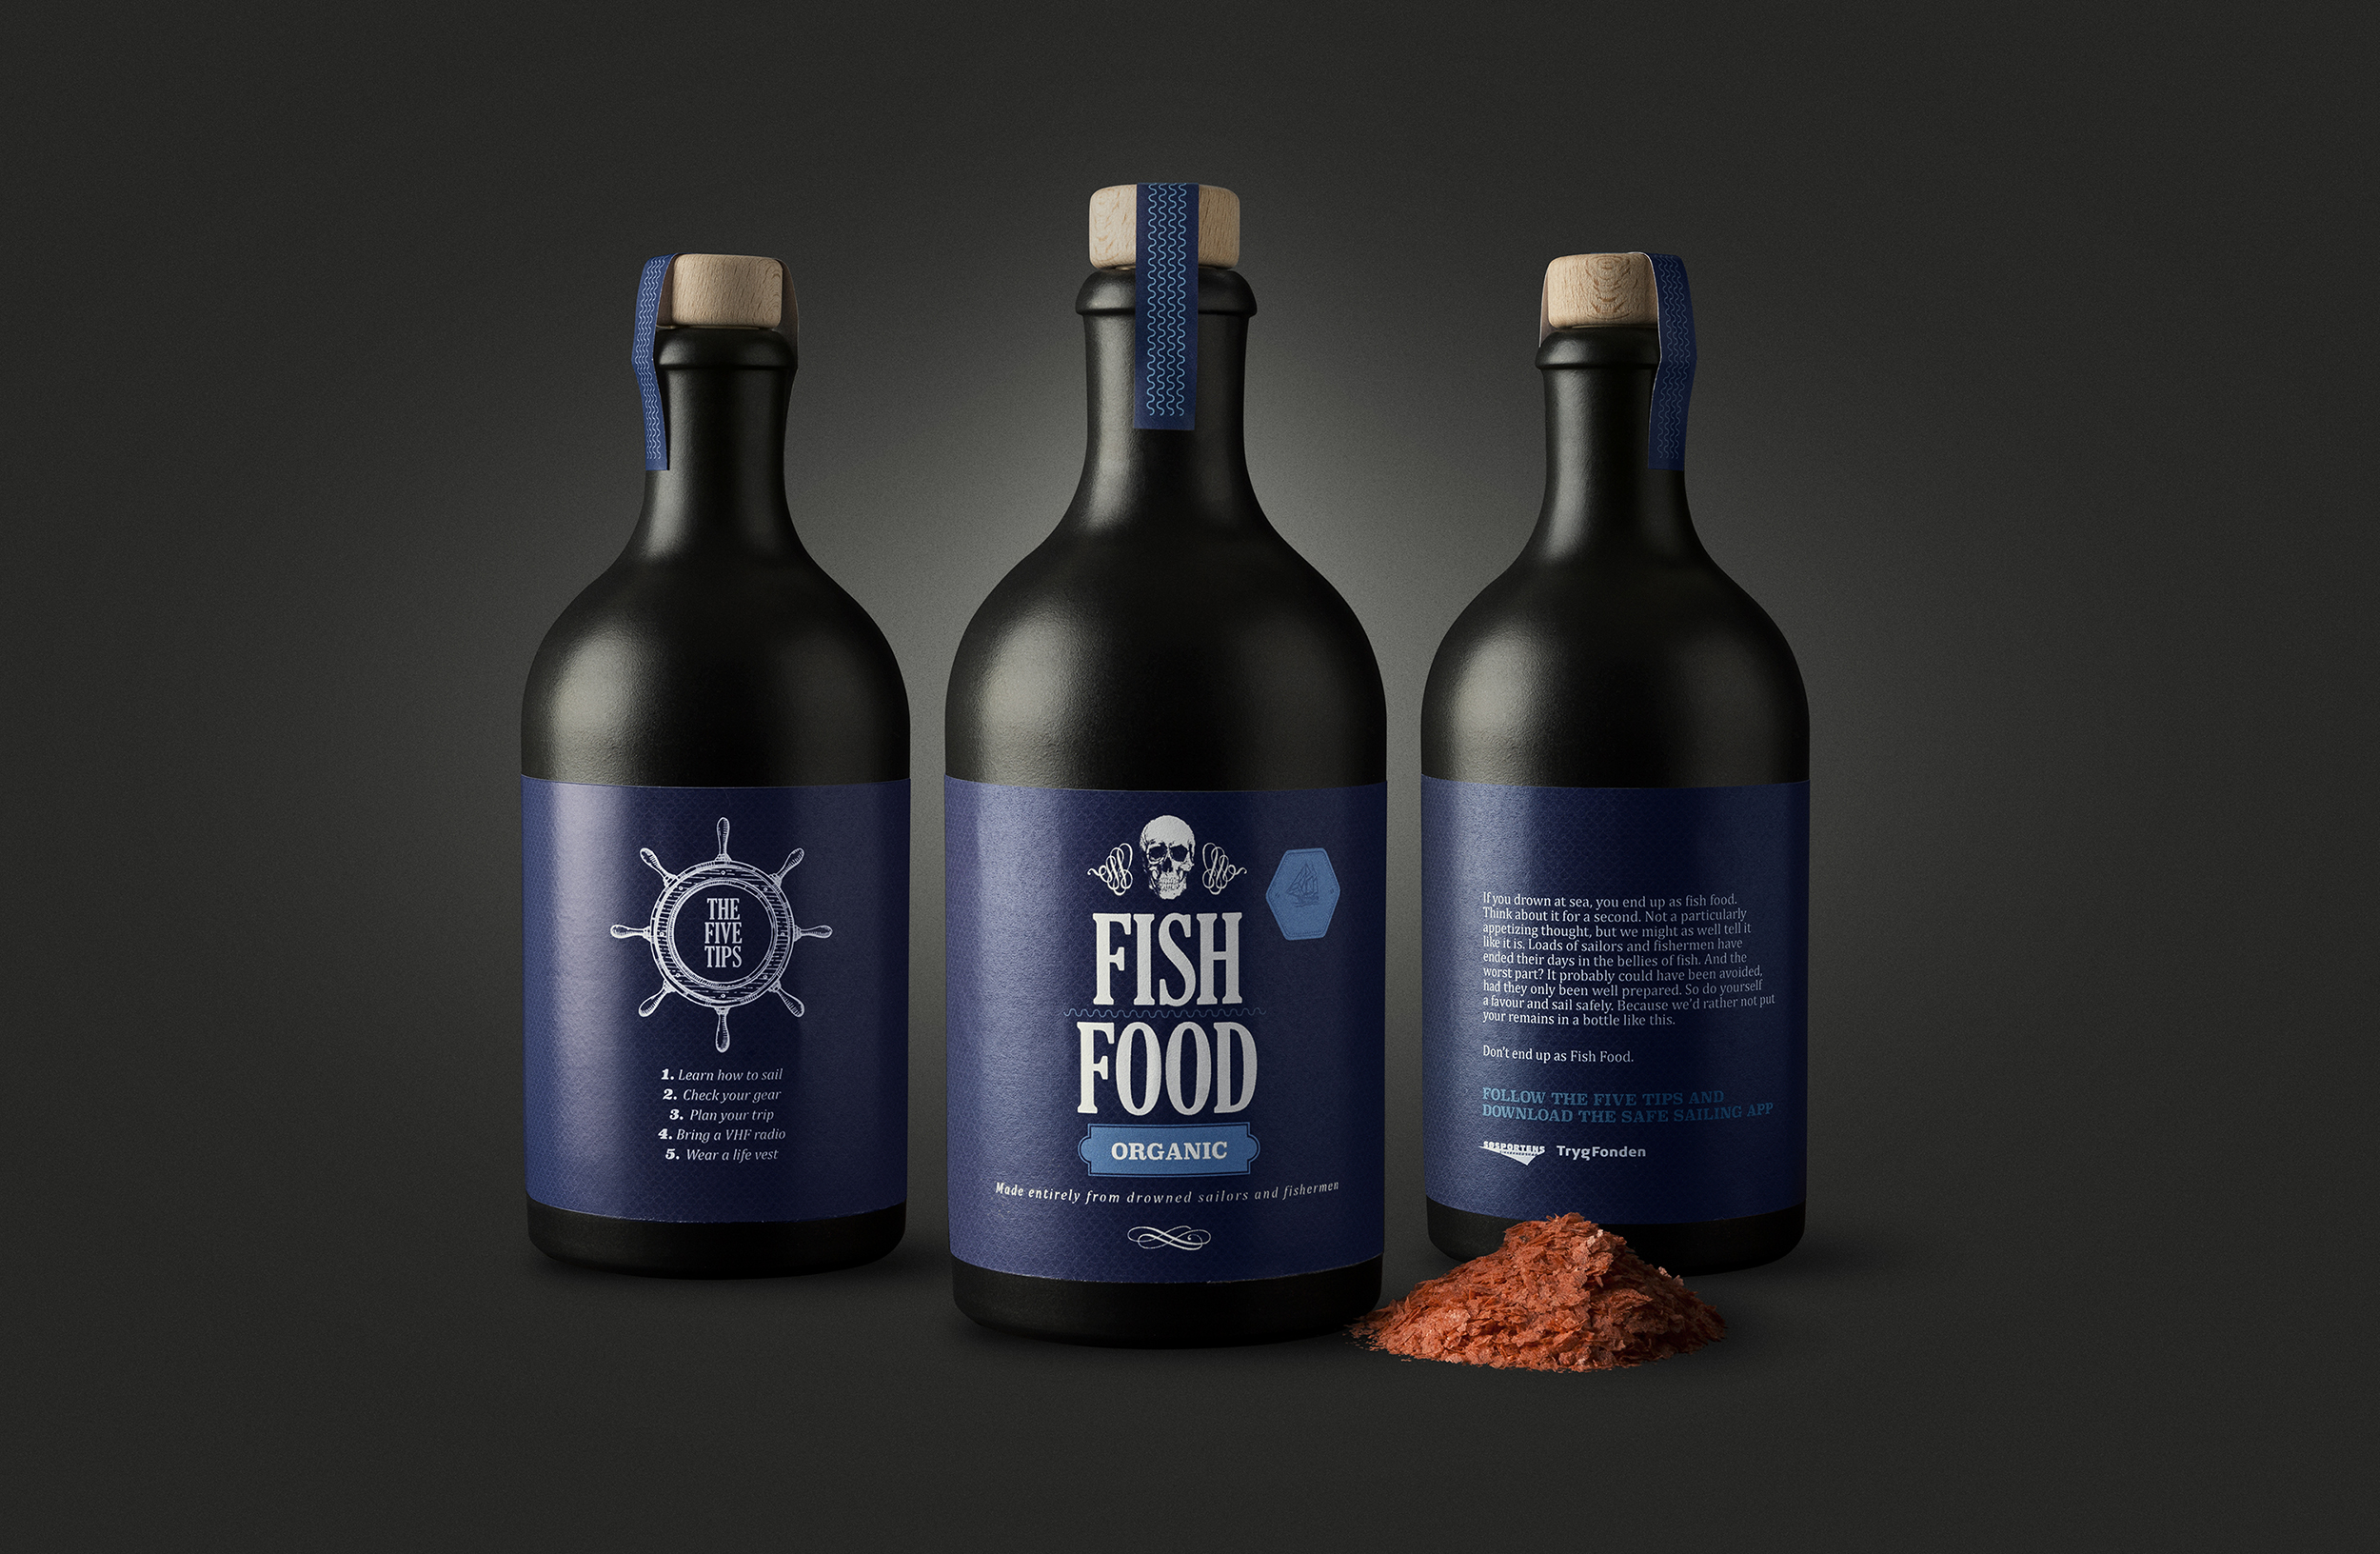 THE
FIVE
TIPS
1. Learn how to sail
2. Check your gear
3. Plan your trip
4. Bring a VHF radio
5. Wear a life vest
FISH
FOOD
ORGANIC
Made entirely from drowned sailors and fishermen
If you drown at sea, you end up as fish food.
Think about it for a second. Not a particularly
appetizing thought, but we might as well tell it
like it is. Loads of sailors and fishermen have
ended their days in the bellies of fish. And the
worst part? It probably could have been avoided,
had they only been well prepared. So do yourself
a favour and sail safely. Because we'd rather not put
your remains in a bottle like this.
Don't end up as Fish Food.
FOLLOW THE FIVE TIPS AND
DOWNLOAD THE SAFE SAILING APP
SØSPORTENS
TrygFonden